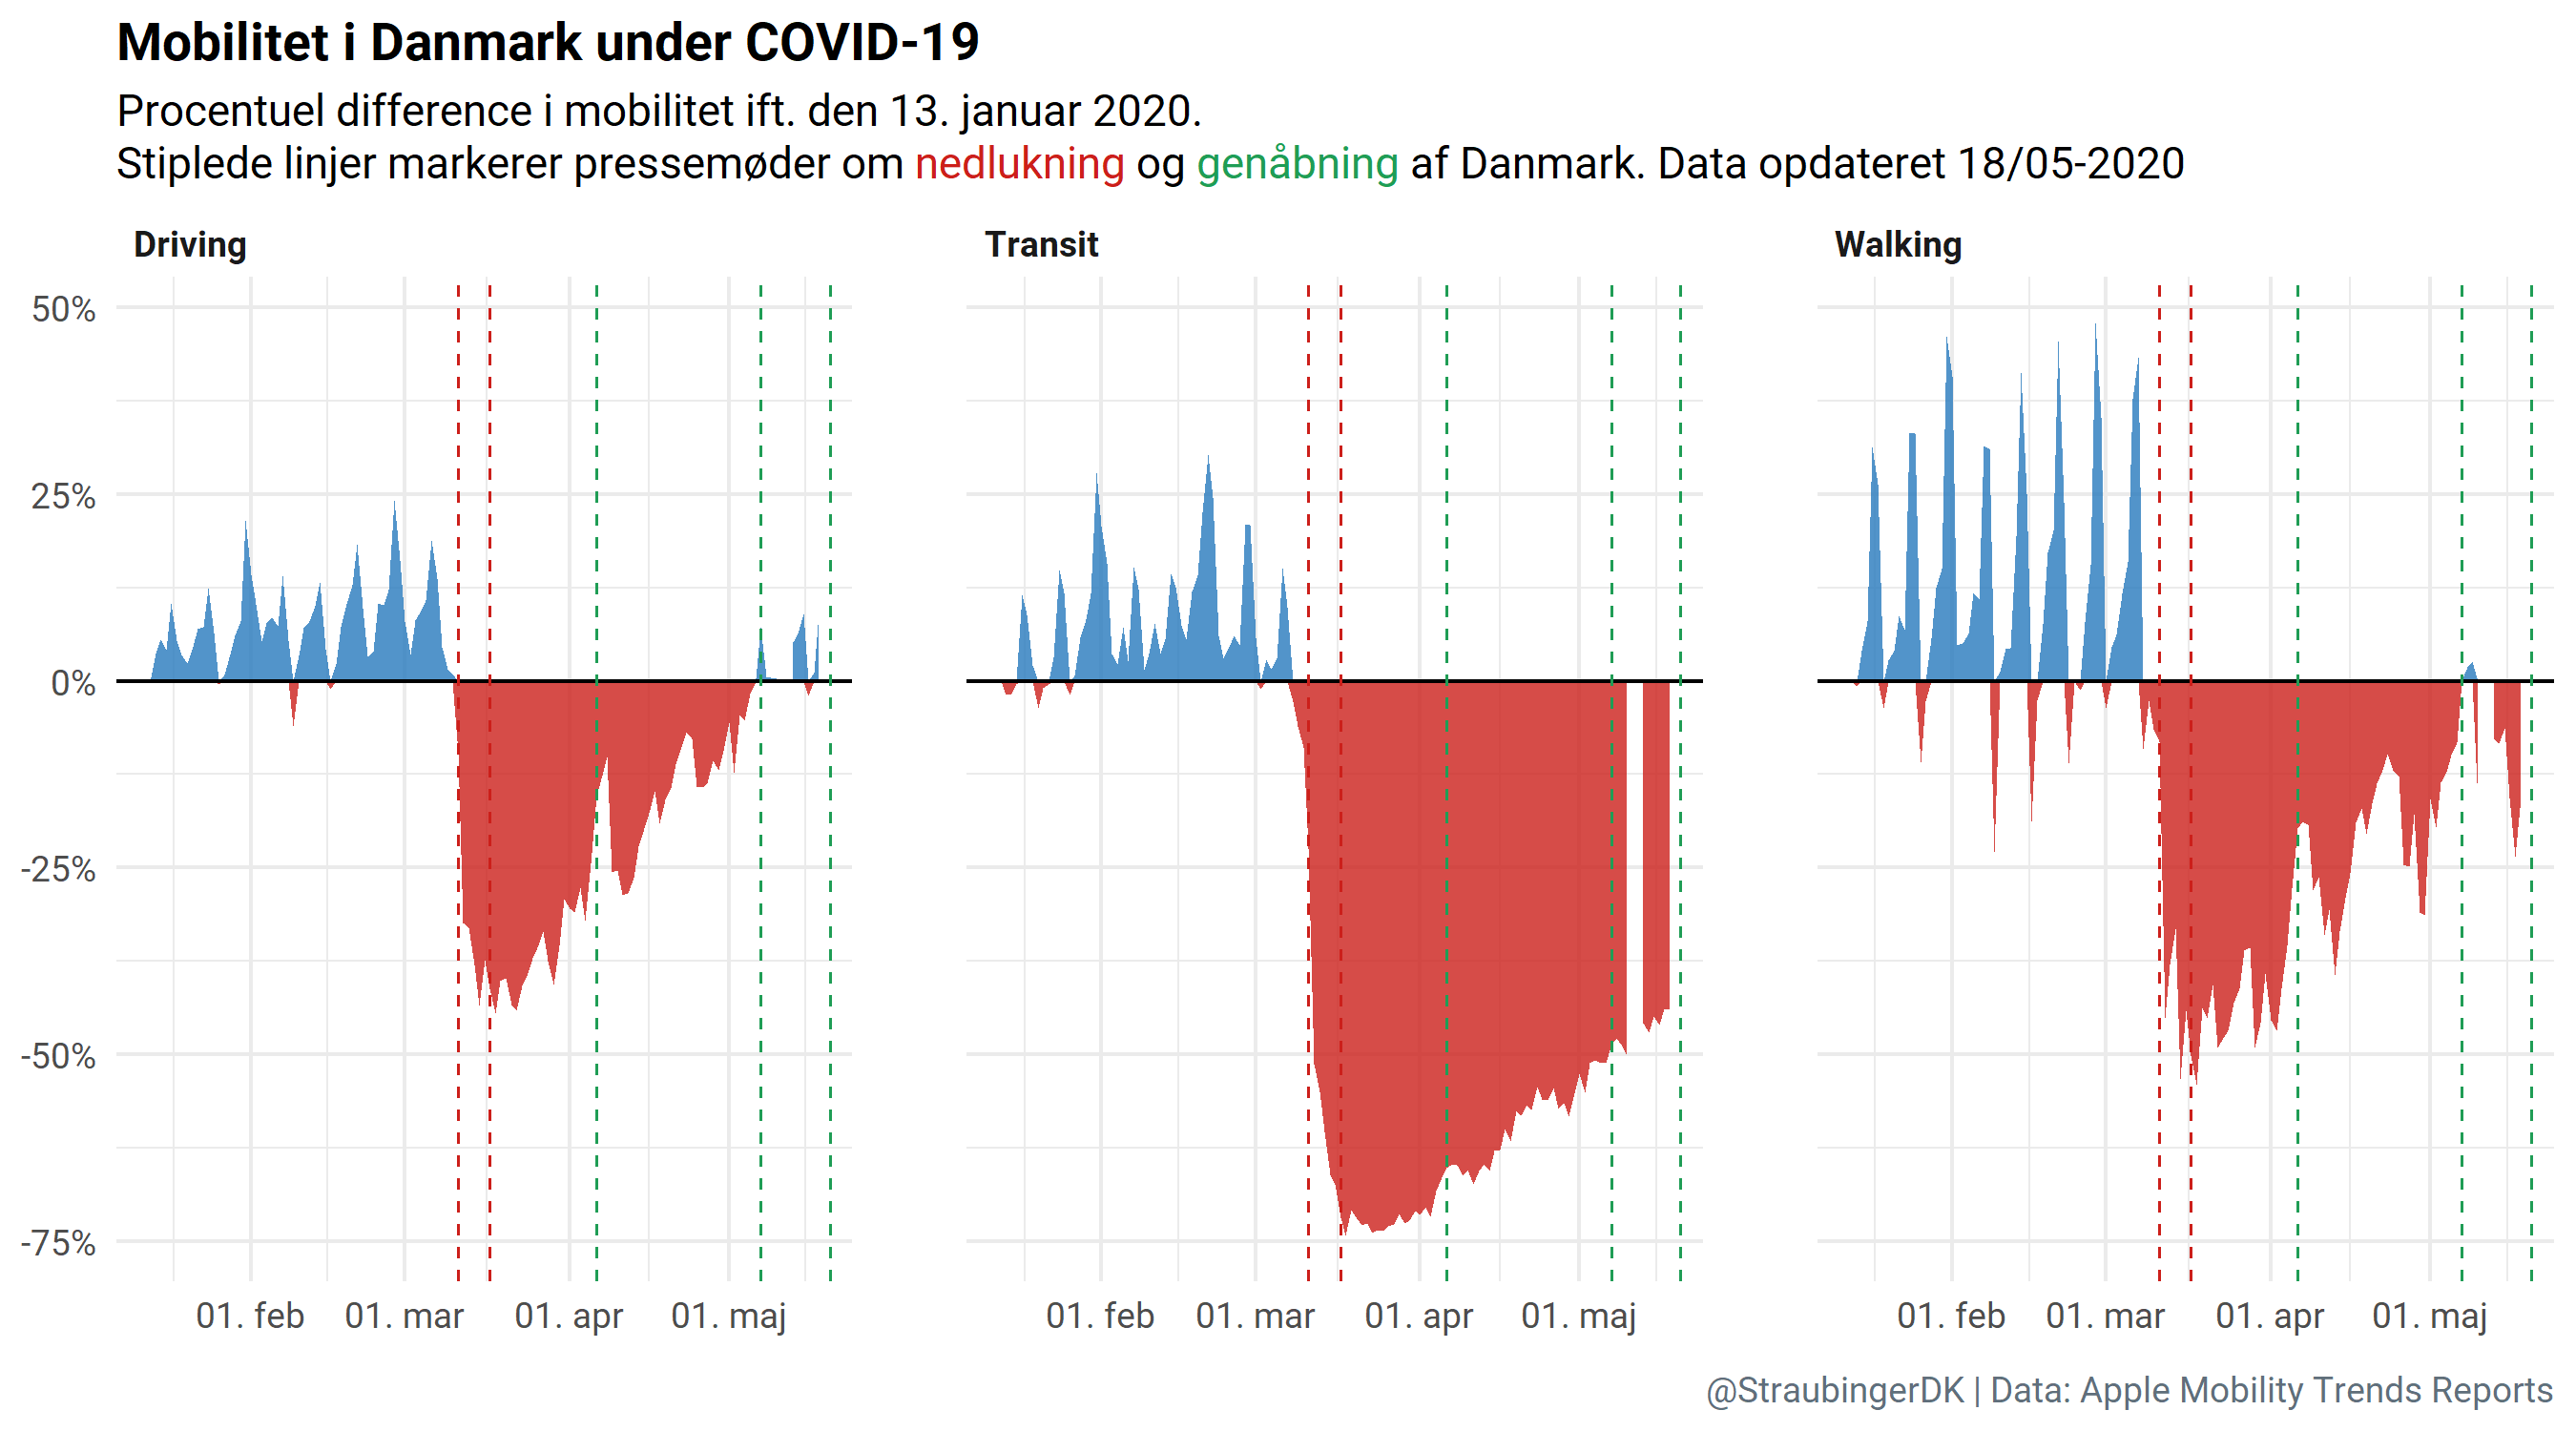 Mobilitet i Danmark under COVID-19
Procentuel difference i mobilitet ift. den 13. januar 2020.
Stiplede linjer markerer pressemøder om nedlukning og genåbning af Danmark. Data opdateret 18/05-2020
Driving
Transit
Walking
50%
25%
0%
-25%
-50%
-75%
01. feb 01. mar 01. apr 01. maj
01. feb 01. mar 01. apr 01. maj
01. feb 01. mar 01. apr 01. maj
@StraubingerDK | Data: Apple Mobility Trends Reports